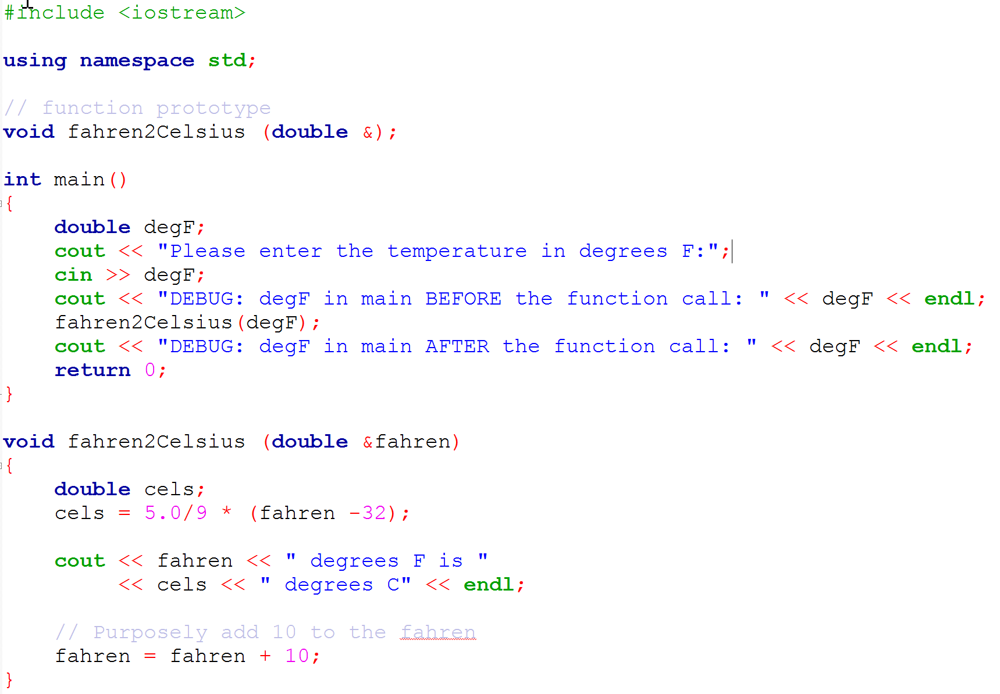 #include <iostream>
using namespace std;
// function prototype
void fahren2Celsius (double &);
int main()
{
    double degF;
    cout << "Please enter the temperature in degrees F:";
    cin >> degF;
    cout << "DEBUG: degF in main BEFORE the function call: " << degF << endl;
    fahren2Celsius(degF);
    cout << "DEBUG: degF in main AFTER the function call: " << degF << endl;
    return 0;
}
void fahren2Celsius (double &fahren)
{
    double cels;
    cels = 5.0/9 * (fahren -32);
    cout << fahren << " degrees F is "
         << cels << " degrees C" << endl;
    // Purposely add 10 to the fahren
    fahren = fahren + 10;
}